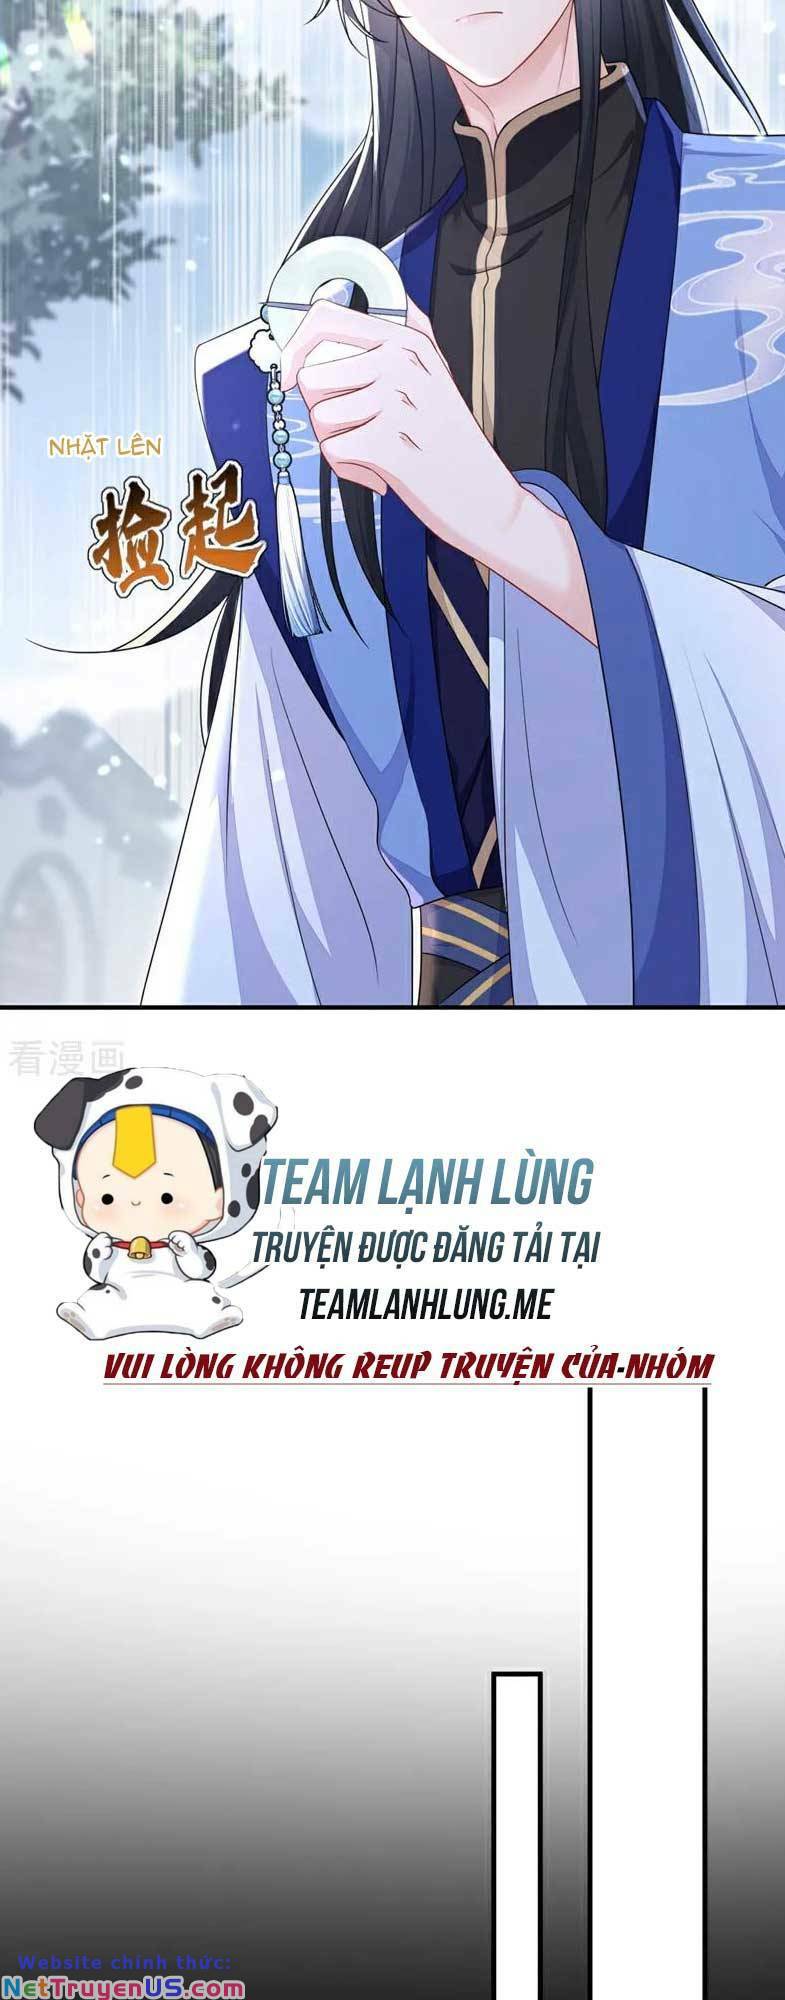 NHẶT LÊN
捡起
看漫画
TEAM LẠNH LÙNG
TRUYỆN ĐƯỢC ĐĂNG TẢI TẠI
TEAMLANHLUNG.ME
VUI LÒNG KHÔNG REUP TRUYỆN CỦA NHÓM
Website chính thức:
NetTruyenUS.com